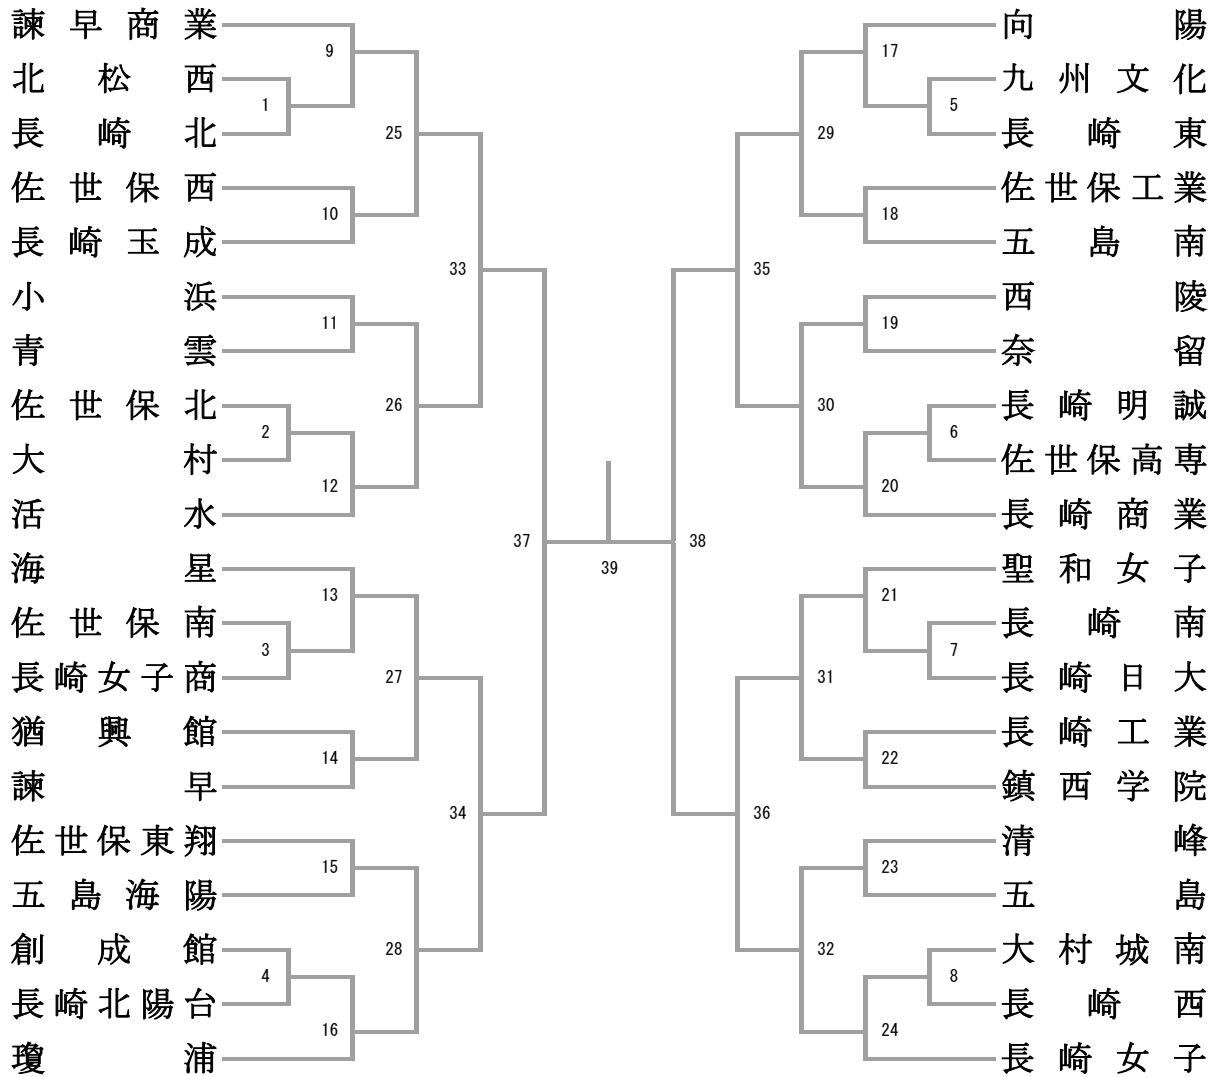 諫早商業
北松西
長崎北
佐世保西
長崎玉成
小浜
青雲
佐世保北
大村
活水
海星
佐世保南
長崎女子商
猶興館
諫早
佐世保東翔
五島海陽
創成館
長崎北陽台
瓊浦
9
1
25
10
33
11
26
2
12
37
13
3
27
14
34
15
28
4
16
39
17
5
29
18
35
19
30
6
20
38
21
7
31
22
36
23
32
8
24
向陽
九州文化
長崎東
佐世保工業
五島南
西陵
奈留
長崎明誠
佐世保高専
長崎商業
聖和女子
長崎南
長崎日大
長崎工業
鎮西学院
清峰
五島
大村城南
長崎西
長崎女子